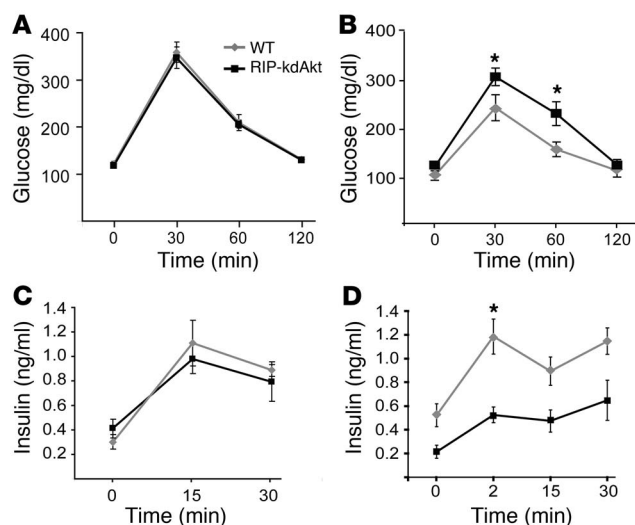 A
Glucose (mg/dl)
400
300
200
100
0 30 60 120
Time (min)
WT
RIP-kdAkt
B
Glucose (mg/dl)
400
300
200
100
* *
0 30 60 120
Time (min)
C
Insulin (ng/ml)
1.4
1.2
1.0
0.8
0.6
0.4
0.2
0 15 30
Time (min)
D
Insulin (ng/ml)
1.4
1.2
1.0
0.8
0.6
0.4
0.2
*
0 2 15 30
Time (min)